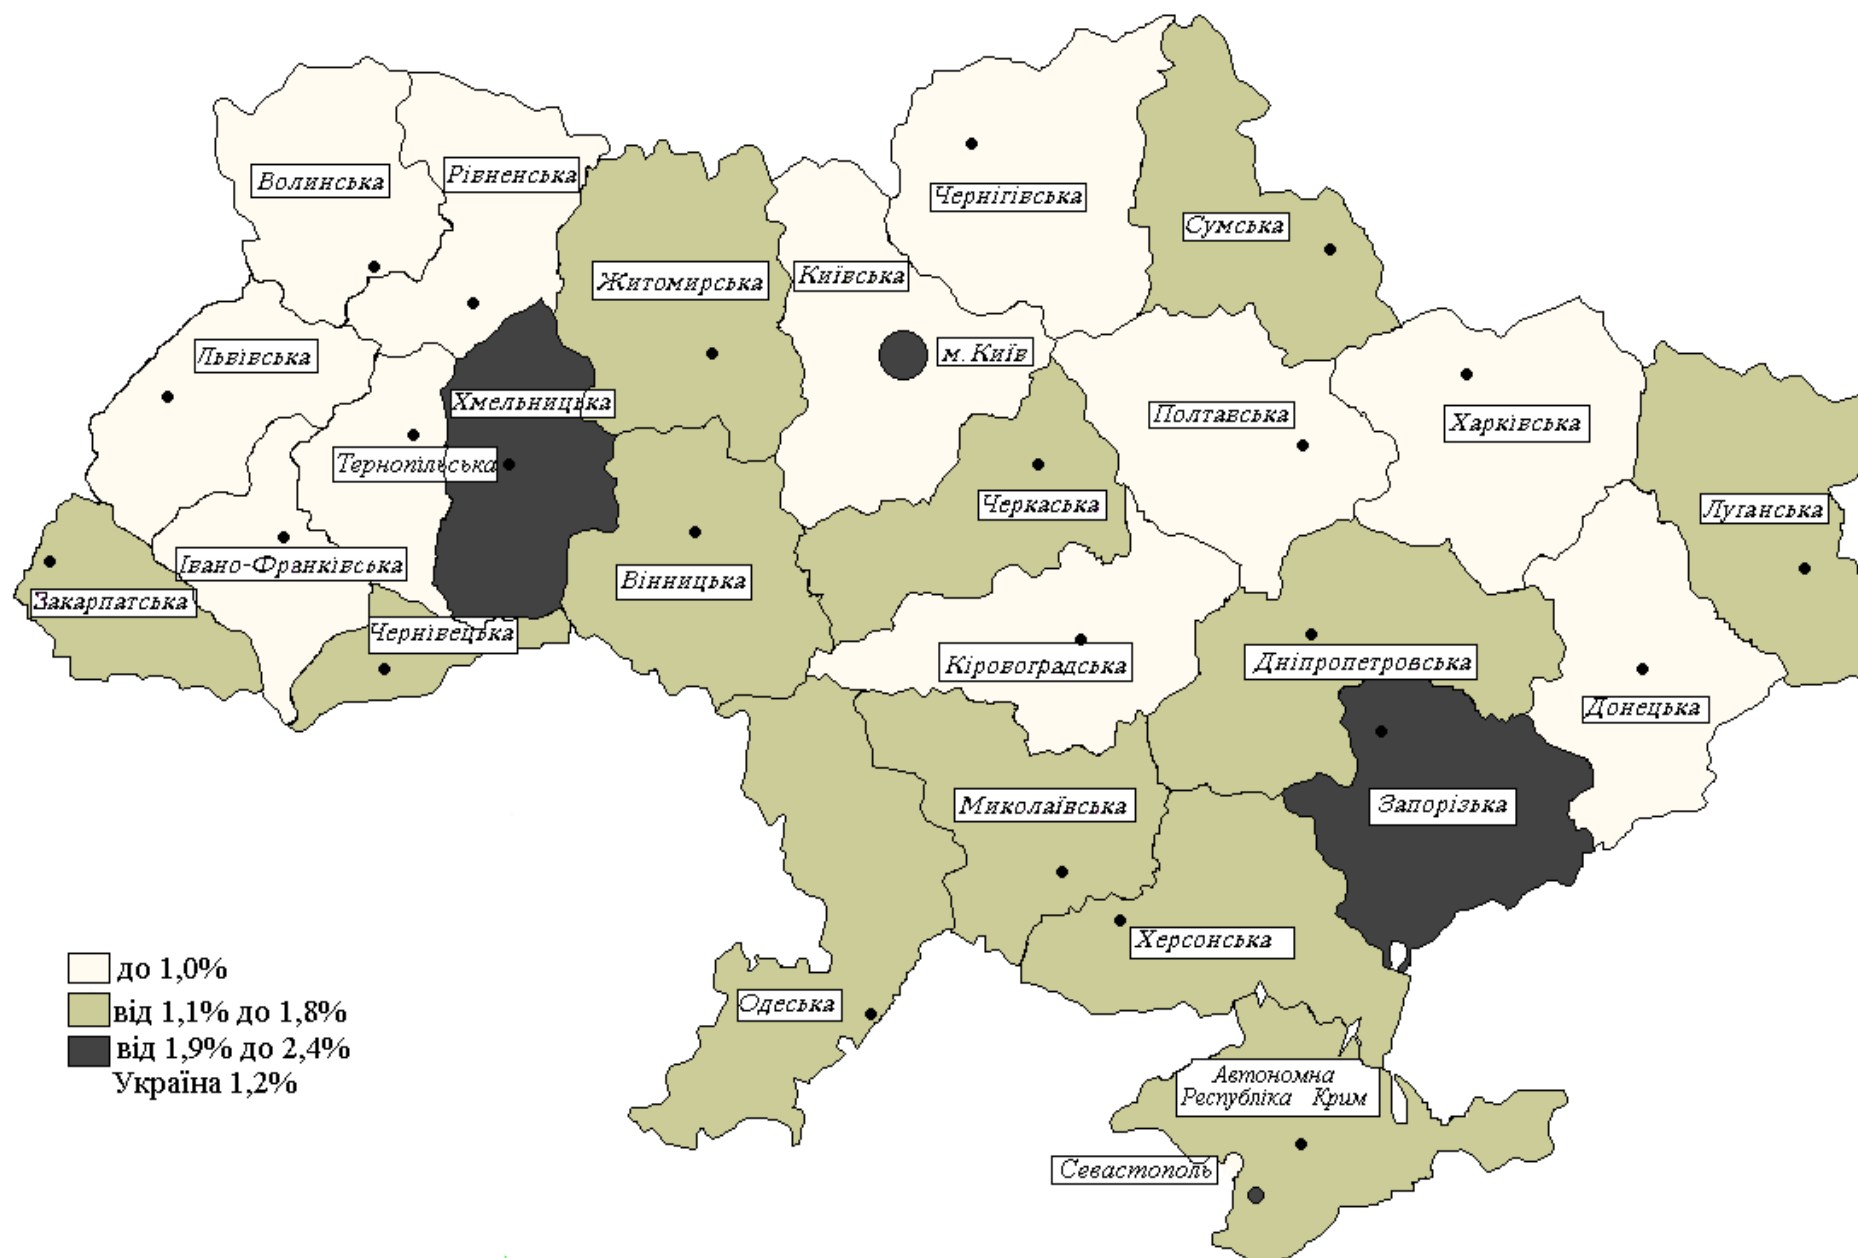 Волинська
Рівненська
Чернігівська
Сумська
Житомирська
Київська
м. Київ
Львівська
Хмельницька
Тернопільська
Полтавська
Харківська
Черкаська
Луганська
Івано-Франківська
Вінницька
Закарпатська
Чернівецька
Кіровоградська
Дніпропетровська
Донецька
Миколаївська
Запорізька
Херсонська
Одеська
Автономна
Республіка Крим
Севастополь
до 1,0%
від 1,1% до 1,8%
від 1,9% до 2,4%
Україна 1,2%